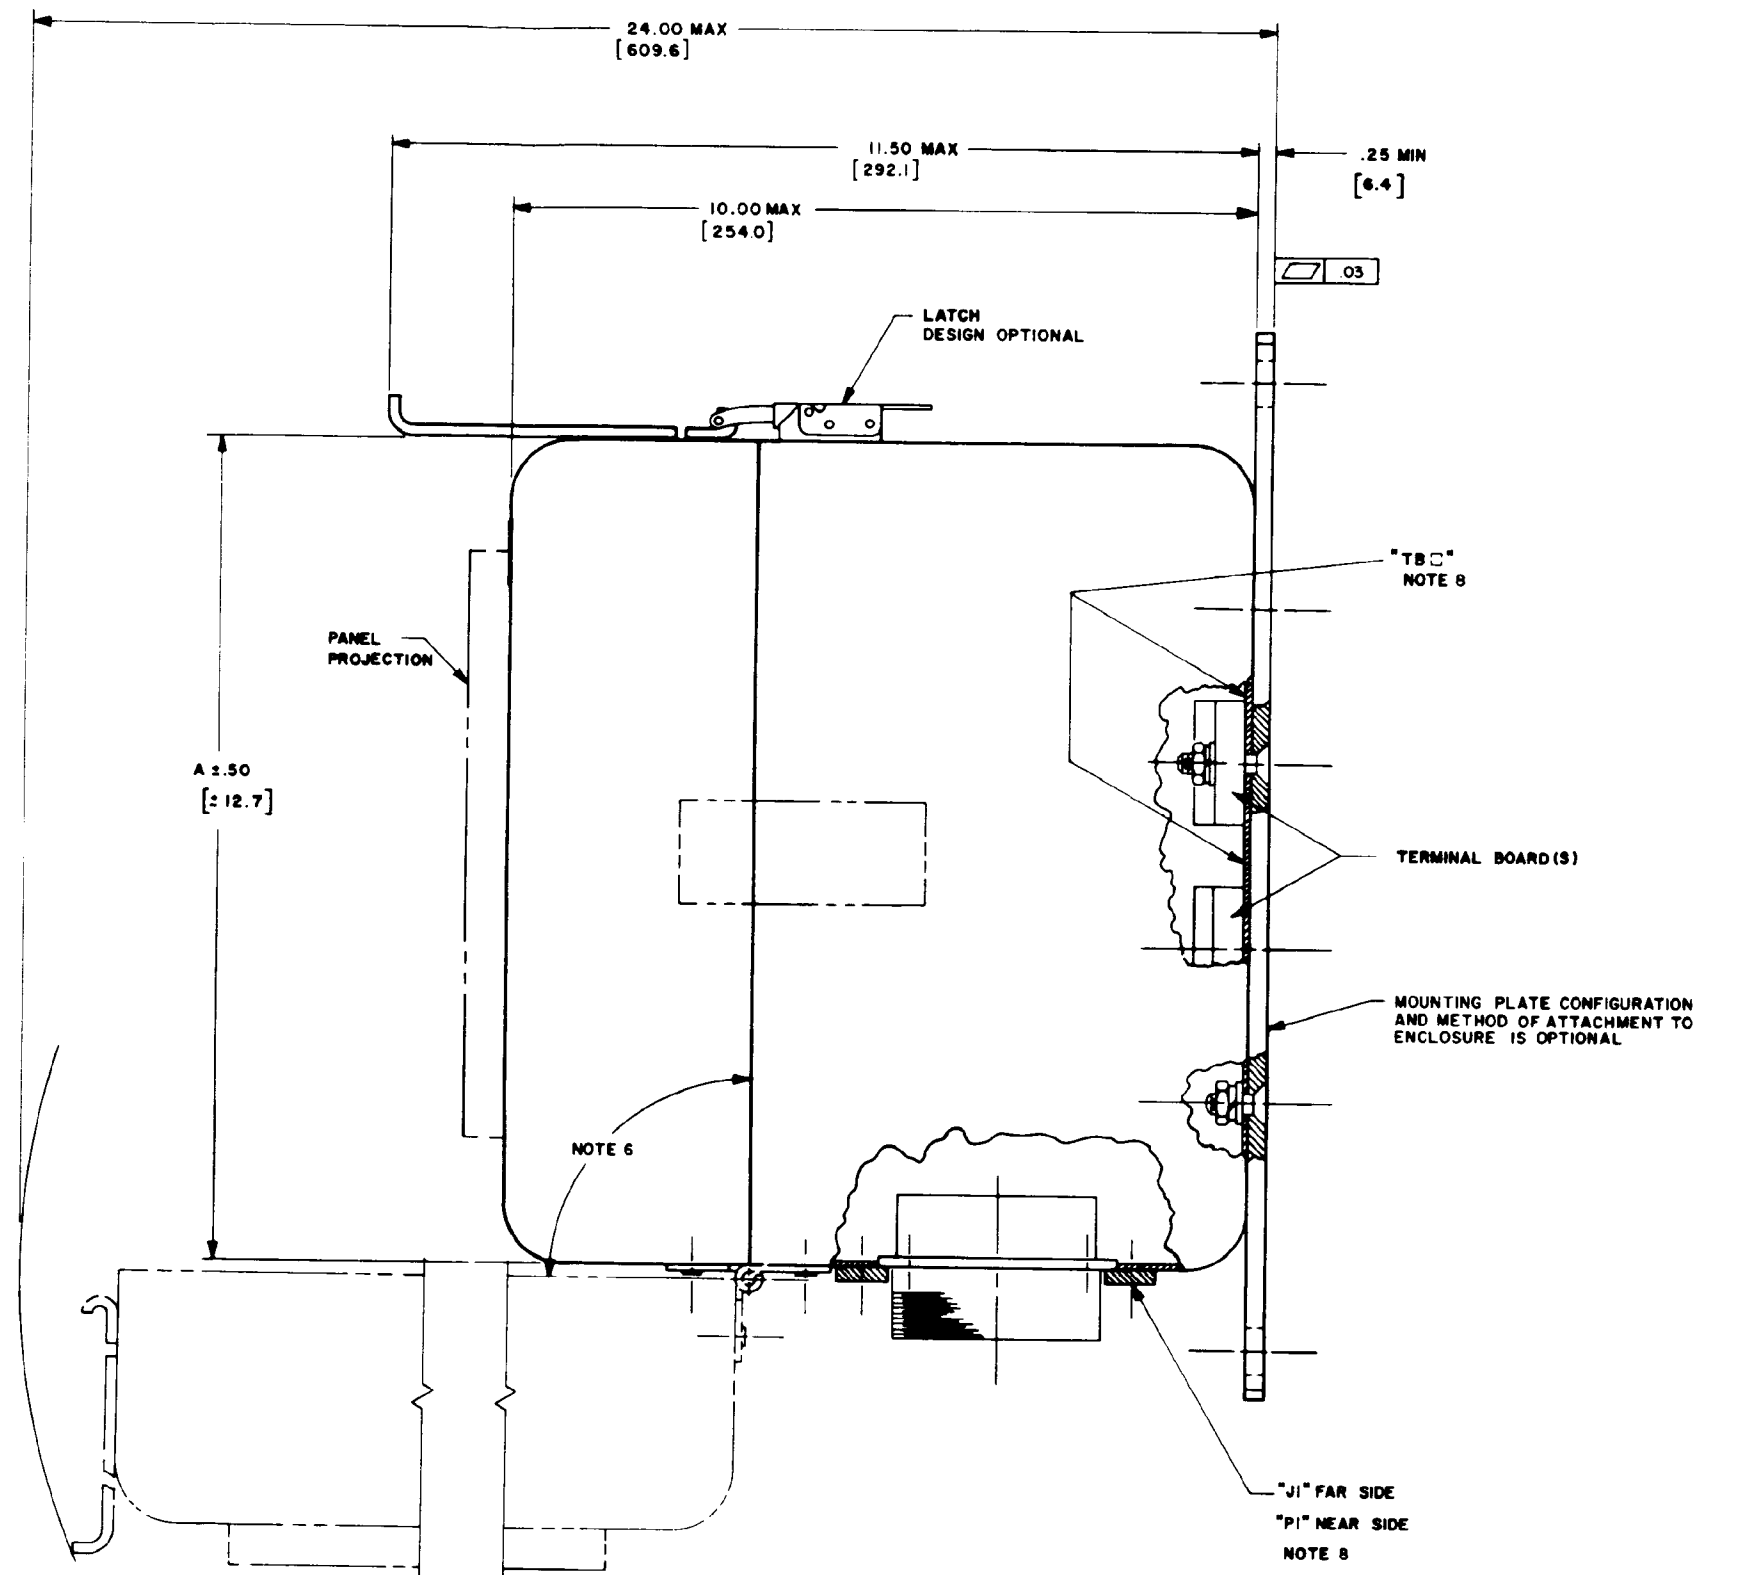 24.00 MAX
[609.6]
11.50 MAX
[292.1]
.25 MIN
[6.4]
10.00 MAX
[254.0]
.03
LATCH
DESIGN OPTIONAL
"TB□"
NOTE 8
PANEL
PROJECTION
A ±.50
[±12.7]
TERMINAL BOARD(S)
MOUNTING PLATE CONFIGURATION
AND METHOD OF ATTACHMENT TO
ENCLOSURE IS OPTIONAL
NOTE 6
"J1" FAR SIDE
"P1" NEAR SIDE
NOTE 8